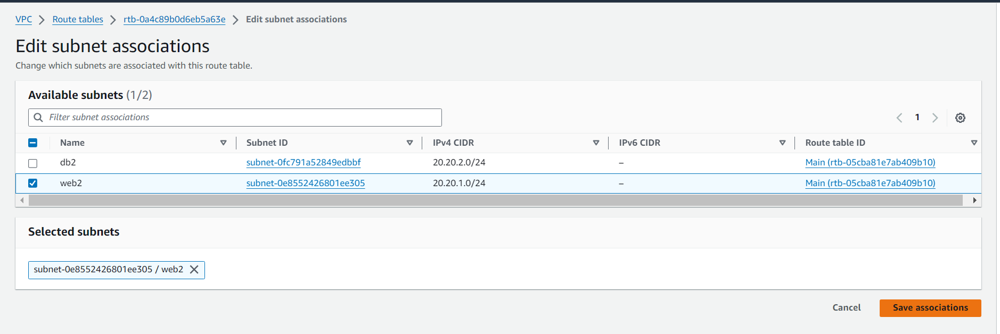 VPC > Route tables > rtb-0a4c89b0d6eb5a63e > Edit subnet associations
Edit subnet associations
Change which subnets are associated with this route table.
Available subnets (1/2)
Filter subnet associations
1
Name Subnet ID IPv4 CIDR IPv6 CIDR Route table ID
db2 subnet-0fc791a52849edbbf 20.20.2.0/24 – Main (rtb-05cba81e7ab409b10)
web2 subnet-0e8552426801ee305 20.20.1.0/24 – Main (rtb-05cba81e7ab409b10)
Selected subnets
subnet-0e8552426801ee305 / web2
Cancel Save associations